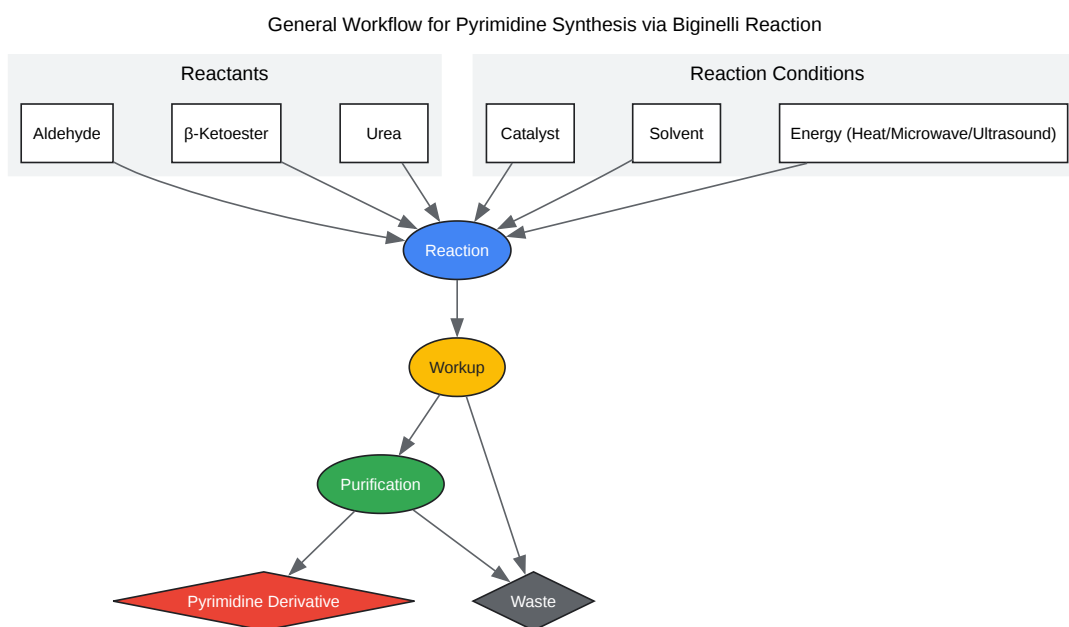 General Workflow for Pyrimidine Synthesis via Biginelli Reaction
Reactants
Reaction Conditions
Aldehyde
β-Ketoester
Urea
Catalyst
Solvent
Energy (Heat/Microwave/Ultrasound)
Reaction
Workup
Purification
Pyrimidine Derivative
Waste